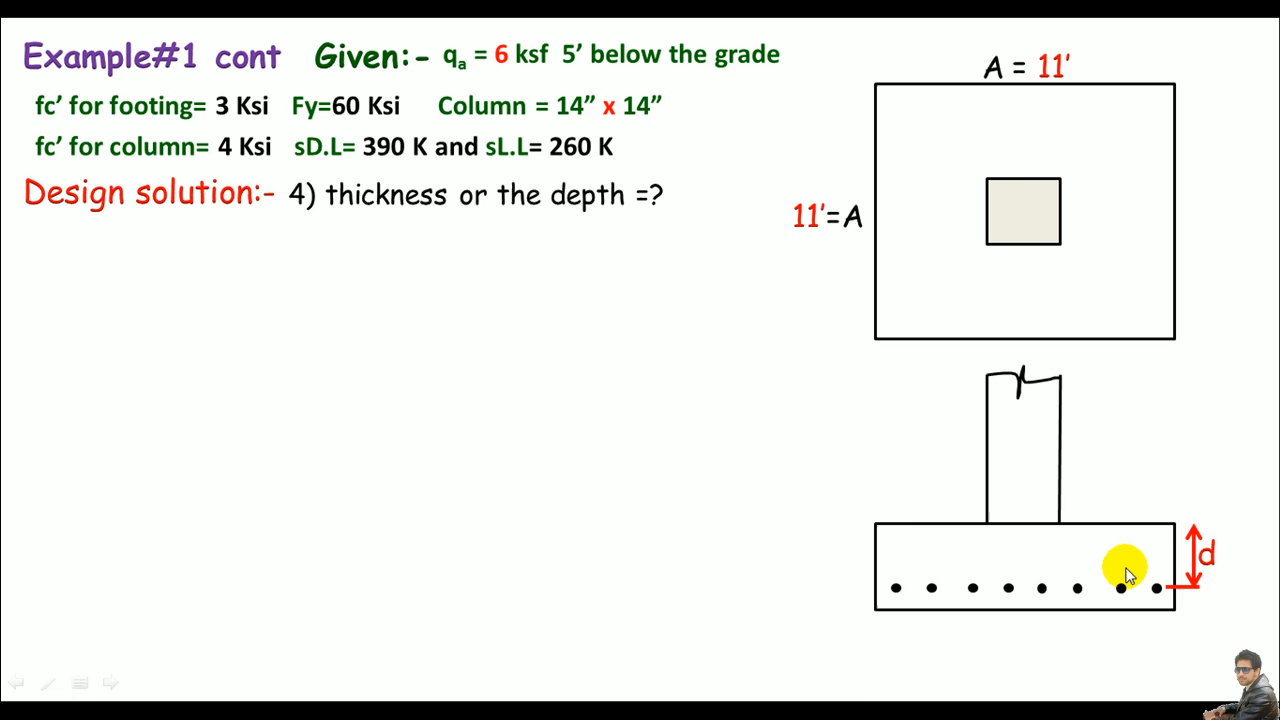 Example#1 cont Given:- qa = 6 ksf 5’ below the grade
fc’ for footing= 3 Ksi Fy=60 Ksi Column = 14” x 14”
fc’ for column= 4 Ksi sD.L= 390 K and sL.L= 260 K
Design solution:- 4) thickness or the depth =?
A = 11’
11’=A
d